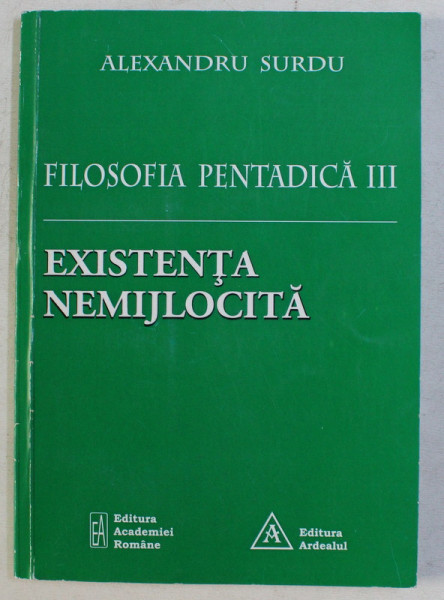 ALEXANDRU SURDU
FILOSOFIA PENTADICĂ III
EXISTENŢA
NEMIJLOCITĂ
EA
Editura
Academiei
Române
A
Editura
Ardealul